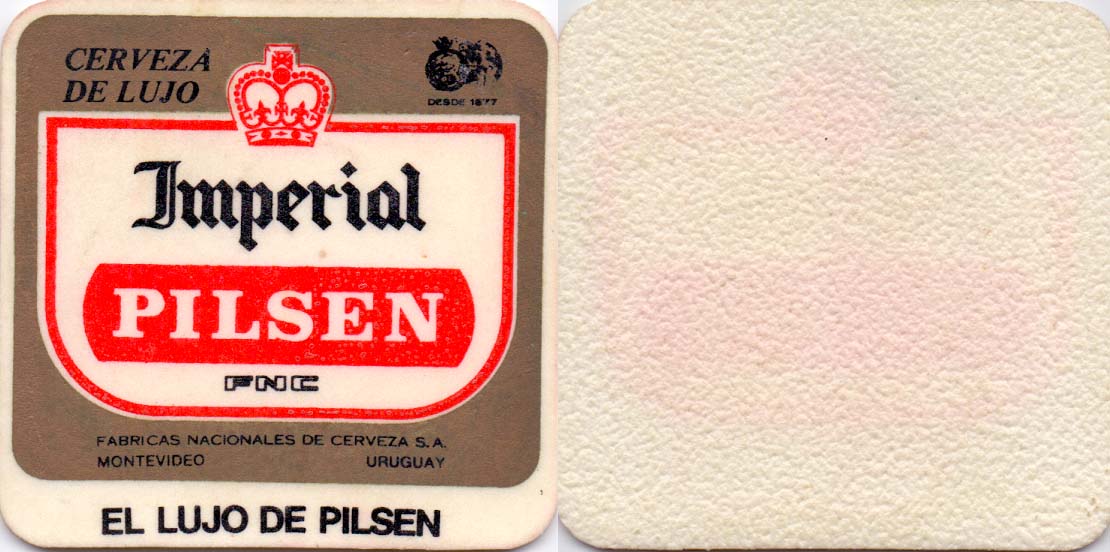 CERVEZA
DE LUJO
DESDE 1877
Imperial
PILSEN
FNC
FABRICAS NACIONALES DE CERVEZA S.A.
MONTEVIDEO URUGUAY
EL LUJO DE PILSEN